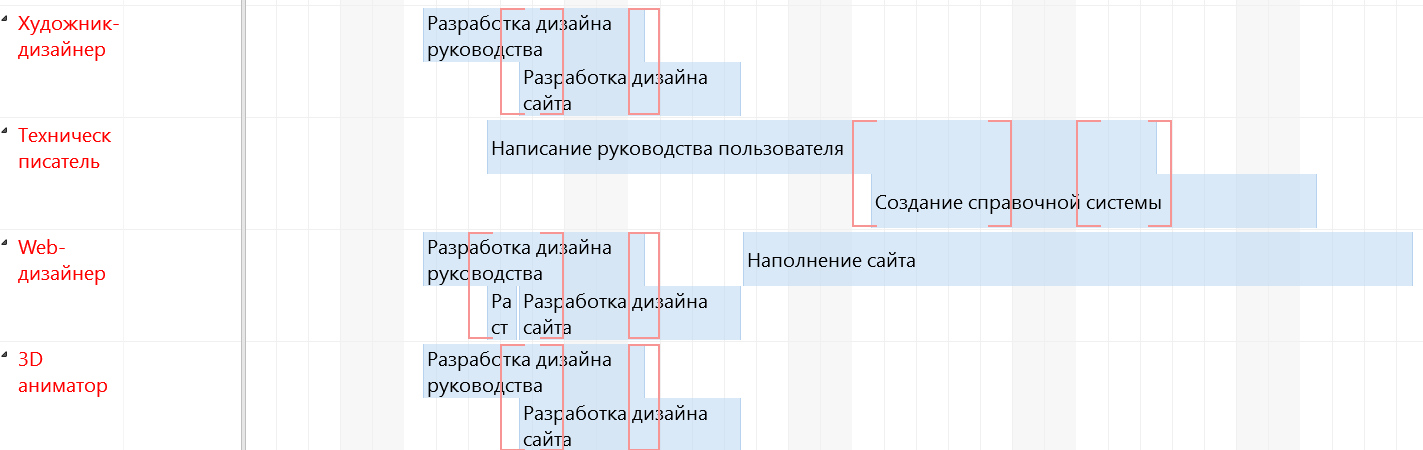 Художник-
дизайнер
Разработка дизайна
руководства
Разработка дизайна
сайта
Техническ
писатель
Написание руководства пользователя
Создание справочной системы
Web-
дизайнер
Разработка дизайна
руководства
Наполнение сайта
Ра
ст
Разработка дизайна
сайта
3D
аниматор
Разработка дизайна
руководства
Разработка дизайна
сайта